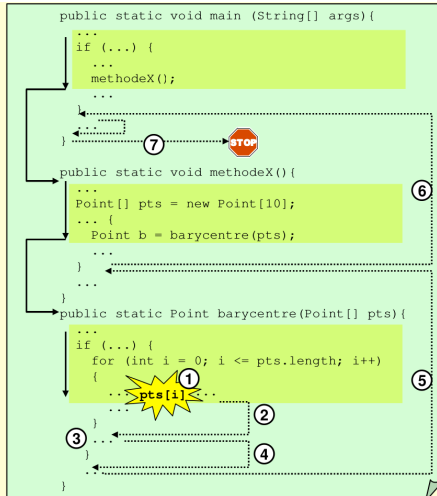 public static void main (String[] args){
...
if (...) {
...
methodeX();
...
}
...
}
7
STOP
public static void methodeX(){
...
Point[] pts = new Point[10];
... {
Point b = barycentre(pts);
...
}
...
}
6
public static Point barycentre(Point[] pts){
...
if (...) {
for (int i = 0; i <= pts.length; i++)
{
1
... pts[i] ...
...
2
}
3
...
4
}
...
5
}